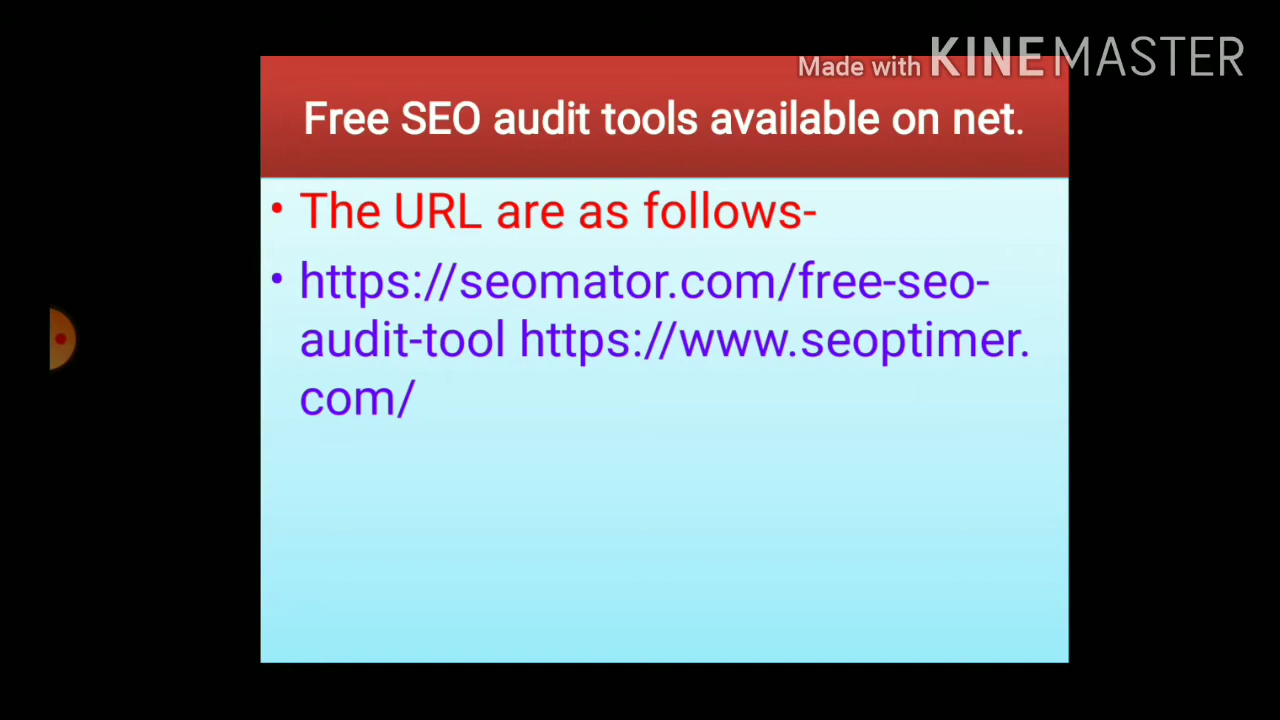 Made with KINEMASTER
Free SEO audit tools available on net.
• The URL are as follows-
• https://seomator.com/free-seo-
audit-tool https://www.seoptimer.
com/